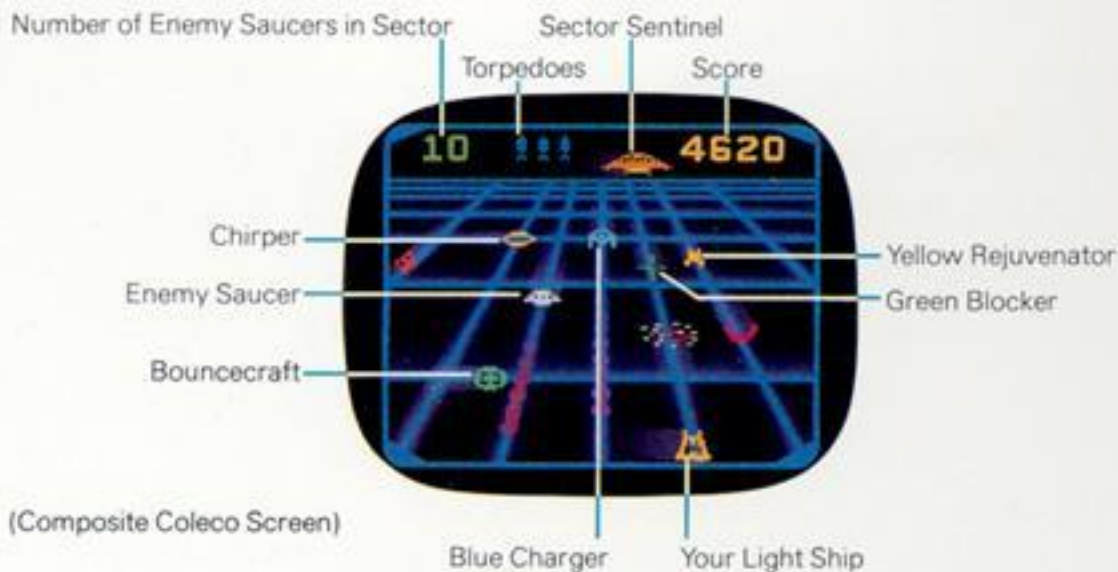 Number of Enemy Saucers in Sector
Sector Sentinel
Torpedoes
Score
10
4620
Chirper
Yellow Rejuvenator
Enemy Saucer
Green Blocker
Bouncecraft
(Composite Coleco Screen)
Blue Charger
Your Light Ship